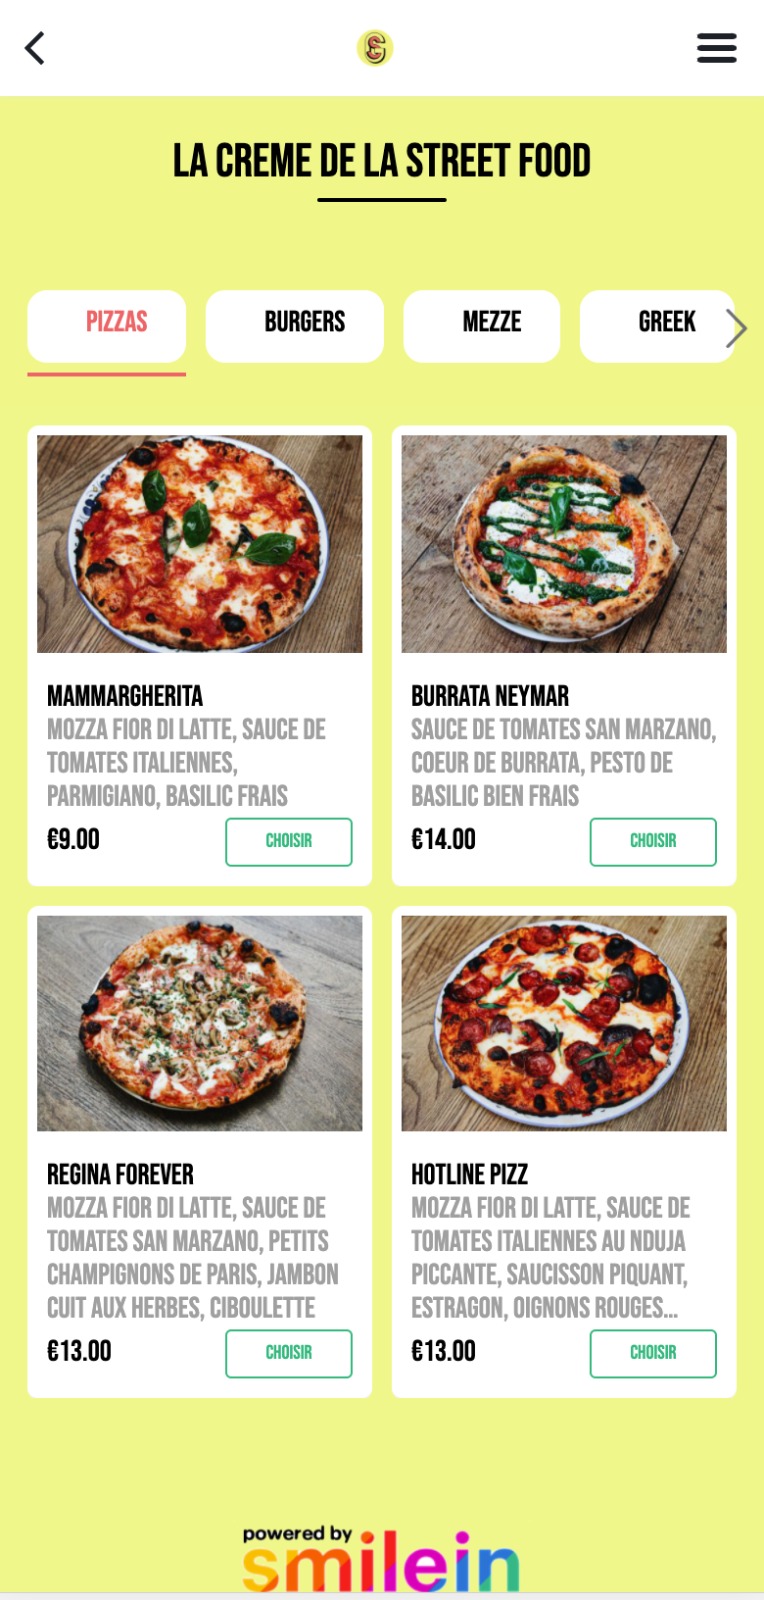 LA CREME DE LA STREET FOOD
PIZZAS
BURGERS
MEZZE
GREEK
MAMMARGHERITA
MOZZA FIOR DI LATTE, SAUCE DE
TOMATES ITALIENNES,
PARMIGIANO, BASILIC FRAIS
€9.00
CHOISIR
BURRATA NEYMAR
SAUCE DE TOMATES SAN MARZANO,
COEUR DE BURRATA, PESTO DE
BASILIC BIEN FRAIS
€14.00
CHOISIR
REGINA FOREVER
MOZZA FIOR DI LATTE, SAUCE DE
TOMATES SAN MARZANO, PETITS
CHAMPIGNONS DE PARIS, JAMBON
CUIT AUX HERBES, CIBOULETTE
€13.00
CHOISIR
HOTLINE PIZZ
MOZZA FIOR DI LATTE, SAUCE DE
TOMATES ITALIENNES AU NDUJA
PICCANTE, SAUCISSON PIQUANT,
ESTRAGON, OIGNONS ROUGES...
€13.00
CHOISIR
powered by
smilein